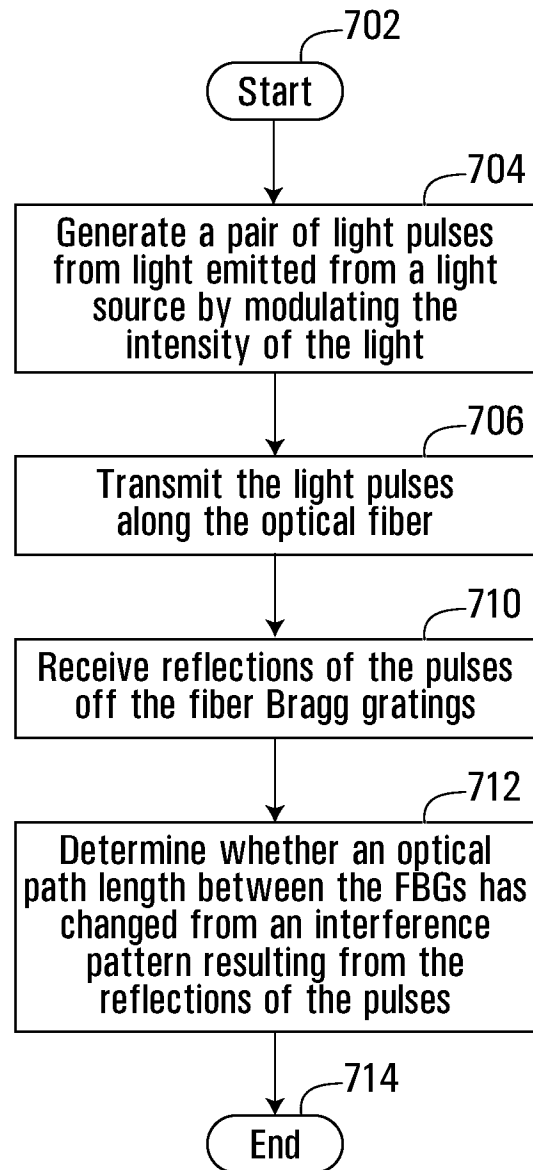 702
Start
704
Generate a pair of light pulses
from light emitted from a light
source by modulating the
intensity of the light
706
Transmit the light pulses
along the optical fiber
710
Receive reflections of the pulses
off the fiber Bragg gratings
712
Determine whether an optical
path length between the FBGs has
changed from an interference
pattern resulting from the
reflections of the pulses
714
End